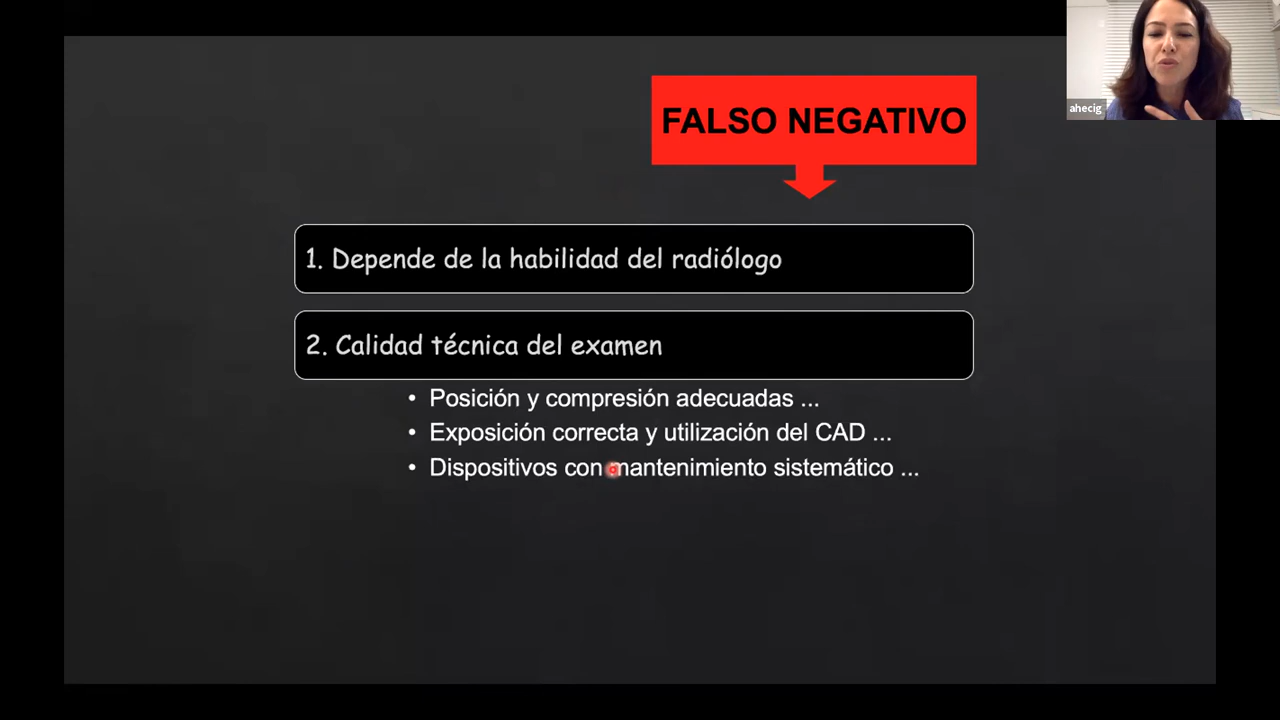 FALSO NEGATIVO
ahecig
1. Depende de la habilidad del radiólogo
2. Calidad técnica del examen
• Posición y compresión adecuadas ...
• Exposición correcta y utilización del CAD ...
• Dispositivos con mantenimiento sistemático ...